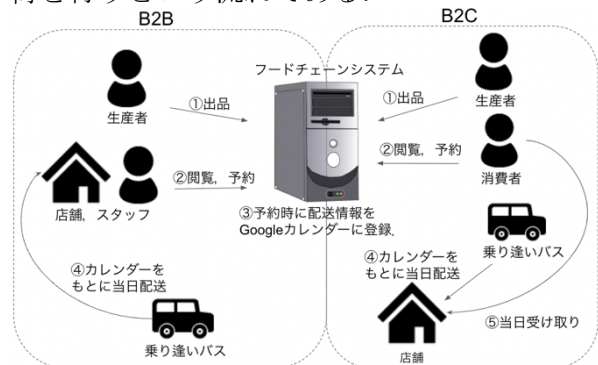 B2B
B2C
フードチェーンシステム
①出品
生産者
①出品
生産者
②閲覧，予約
店舗，スタッフ
②閲覧，予約
消費者
③予約時に配送情報を
Googleカレンダーに登録.
乗り逢いバス
④カレンダーを
もとに当日配送
④カレンダーを
もとに当日配送
乗り逢いバス
⑤当日受け取り
店舗